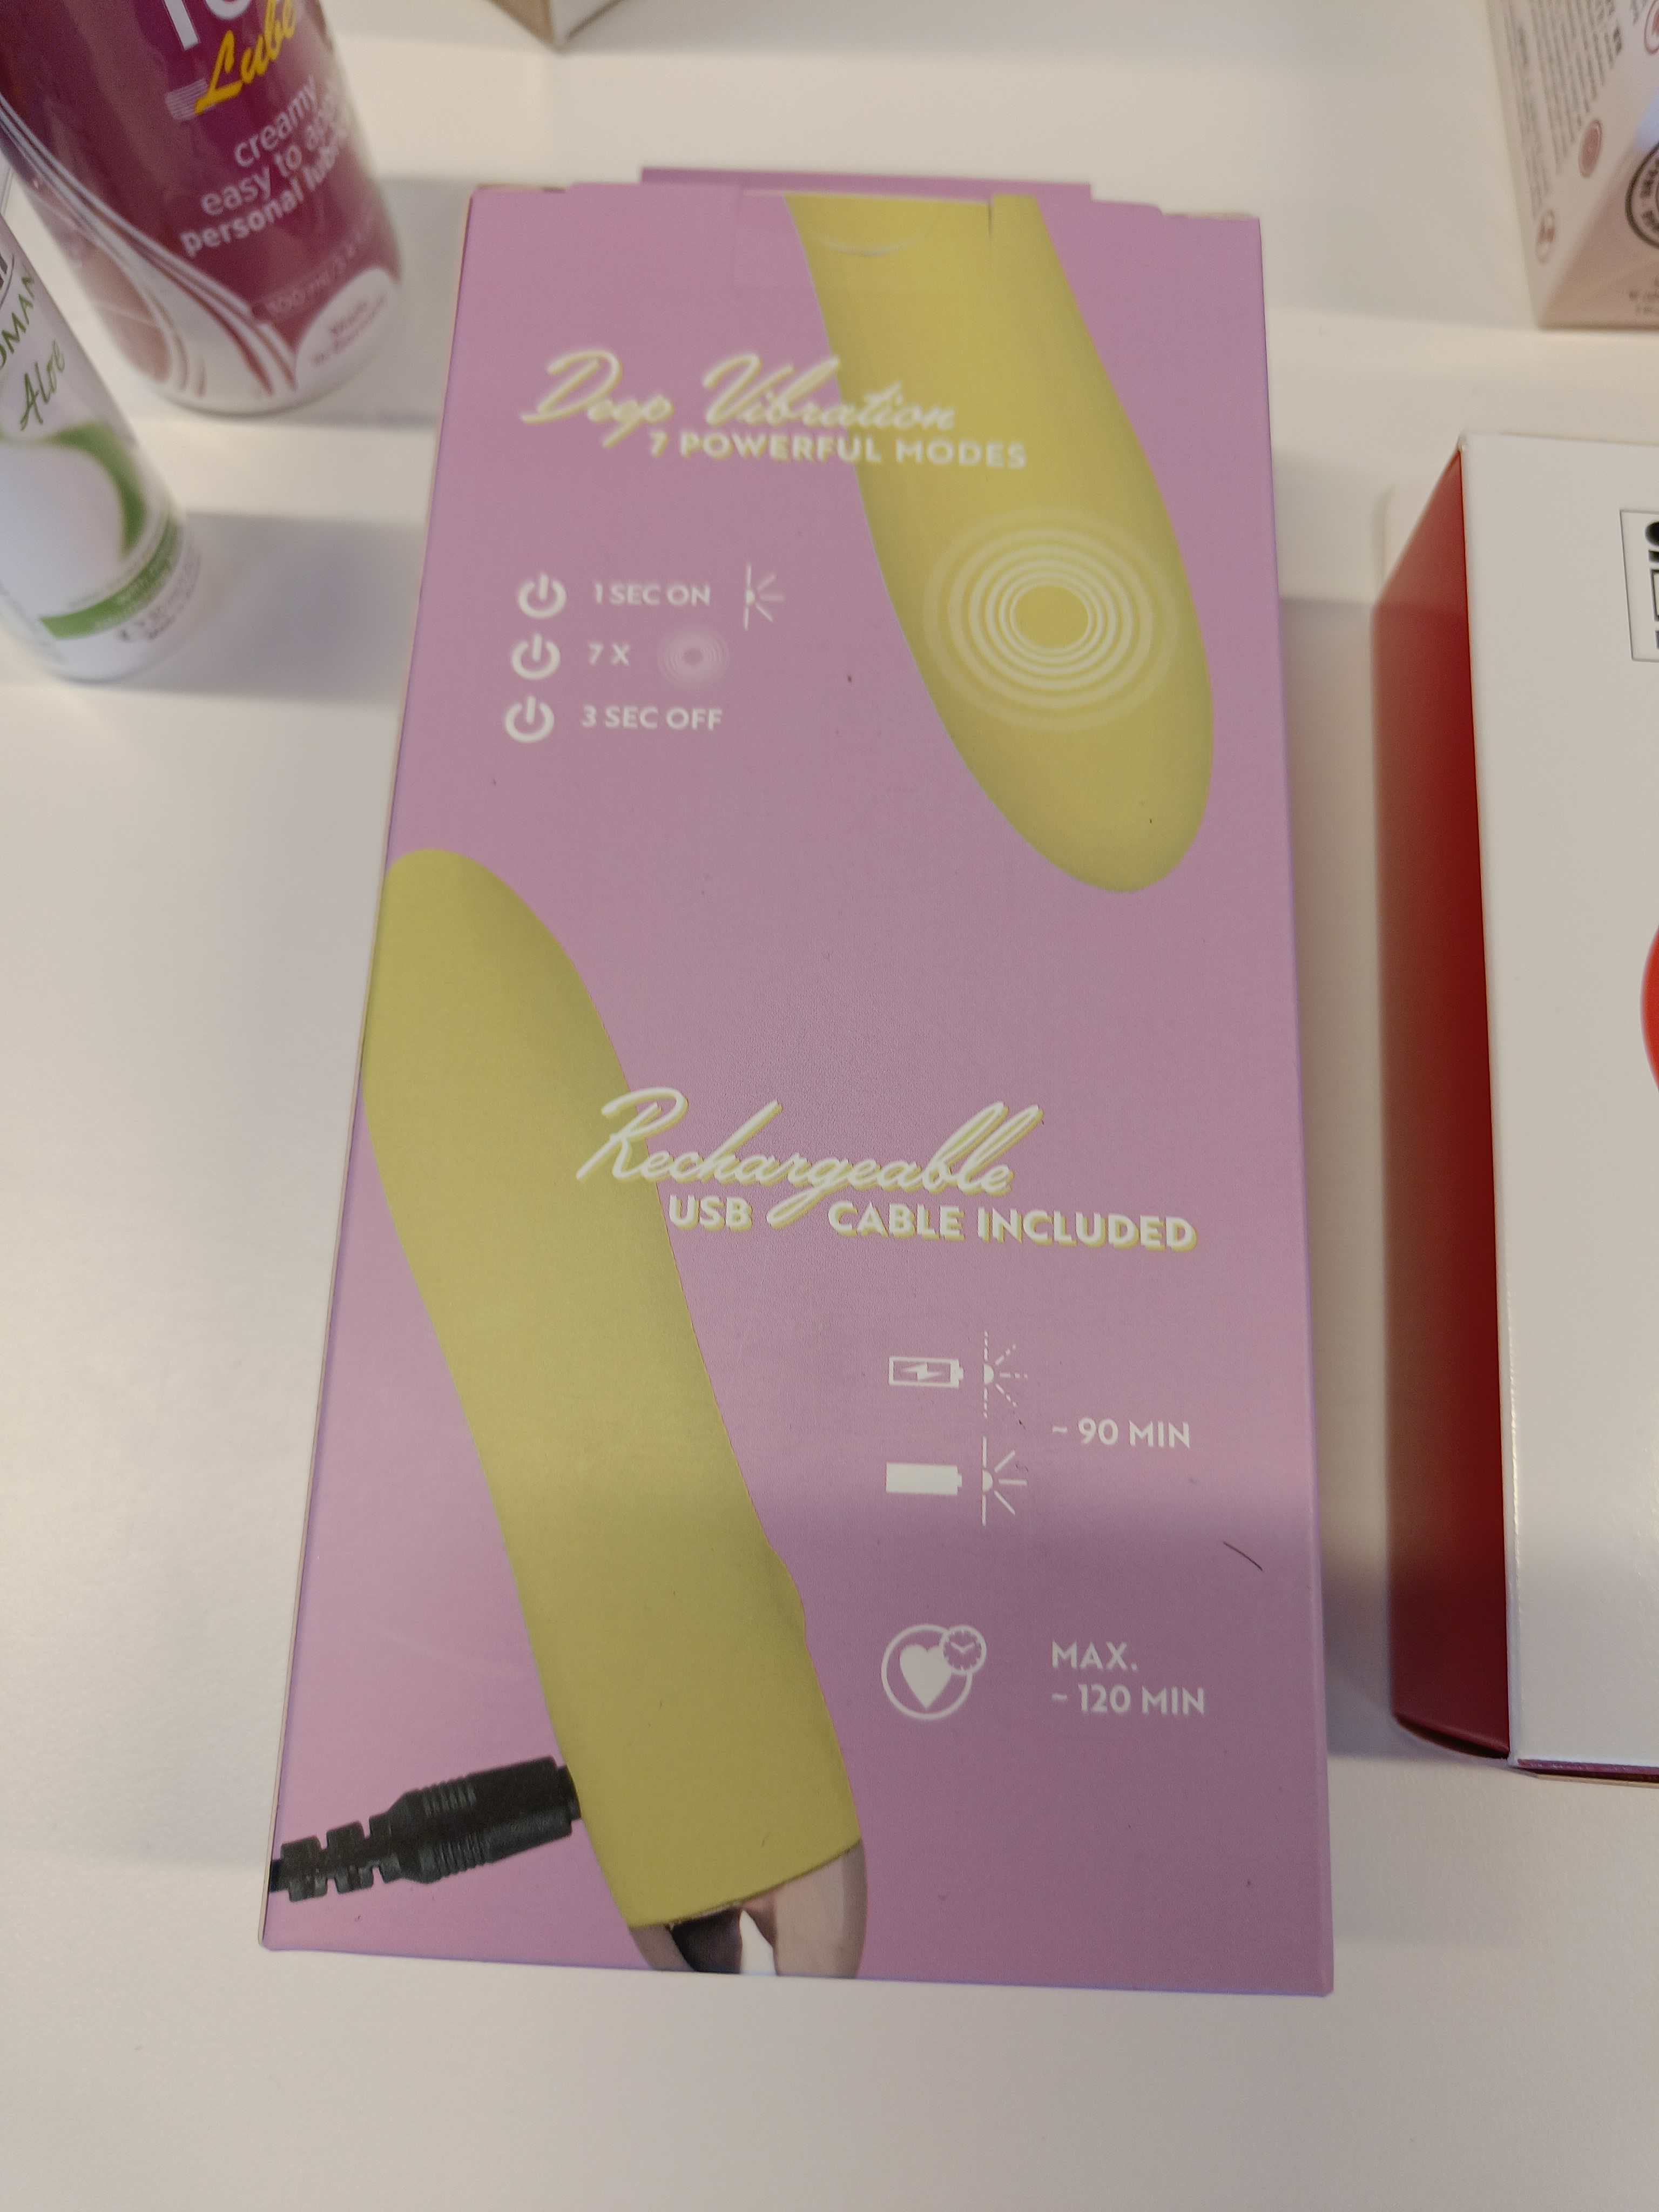 Lube
creamy
easy to
personal
Aloe
Deep Vibration
7 POWERFUL MODES
1 SEC ON
7 X
3 SEC OFF
Rechargeable
USB CABLE INCLUDED
~ 90 MIN
MAX.
~ 120 MIN